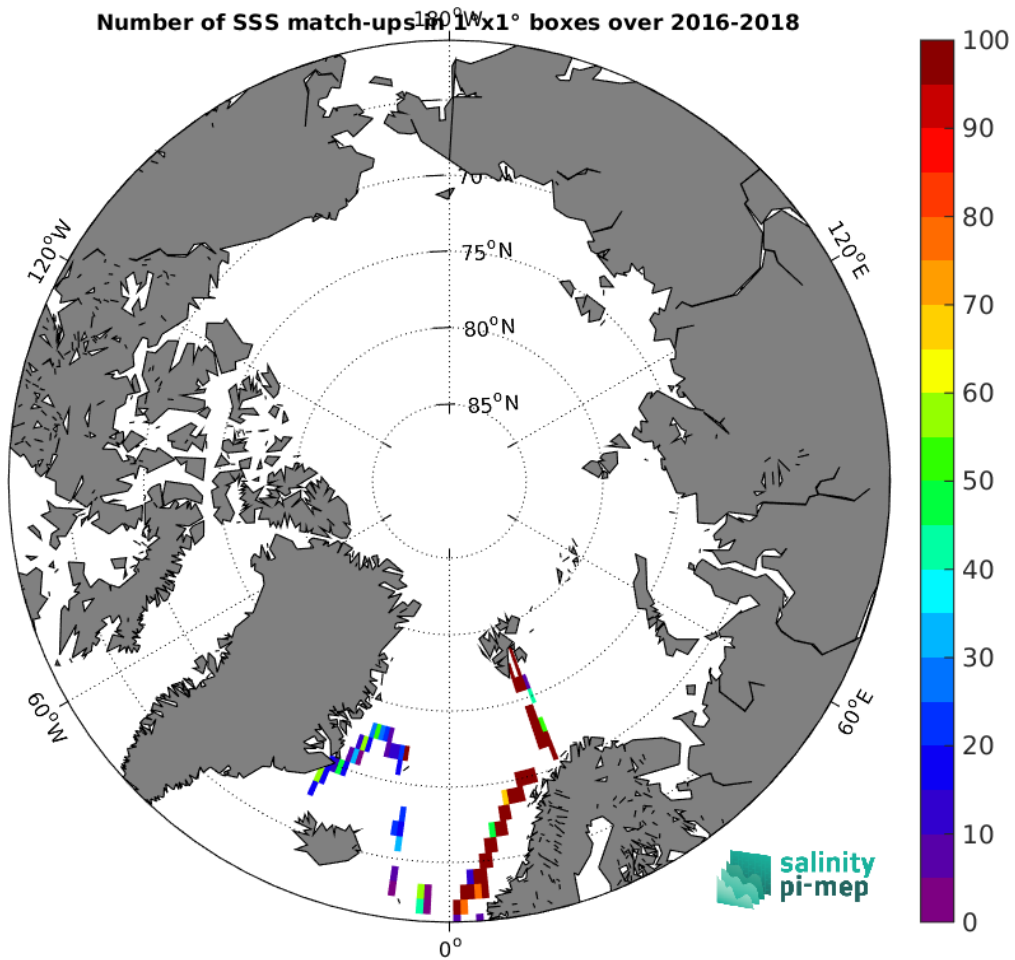 Number of SSS match-ups in 1°x1° boxes over 2016-2018
180°W
120°W
120°E
70°N
75°N
80°N
85°N
60°W
60°E
0°
100
90
80
70
60
50
40
30
20
10
0
salinity
pi-mep